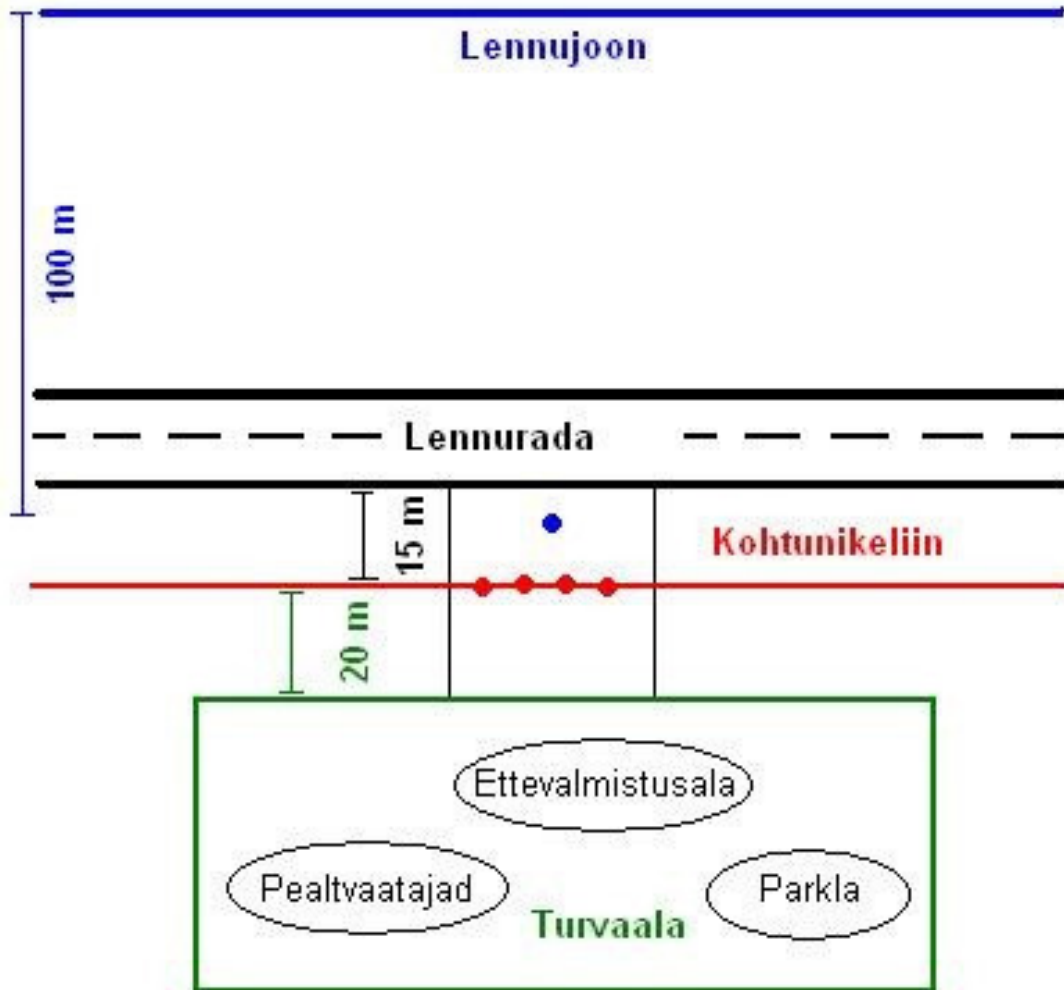 Lennujoon
100 m
Lennurada
15 m
Kohtunikeliin
20 m
Ettevalmistusala
Pealtvaatajad
Parkla
Turvaala